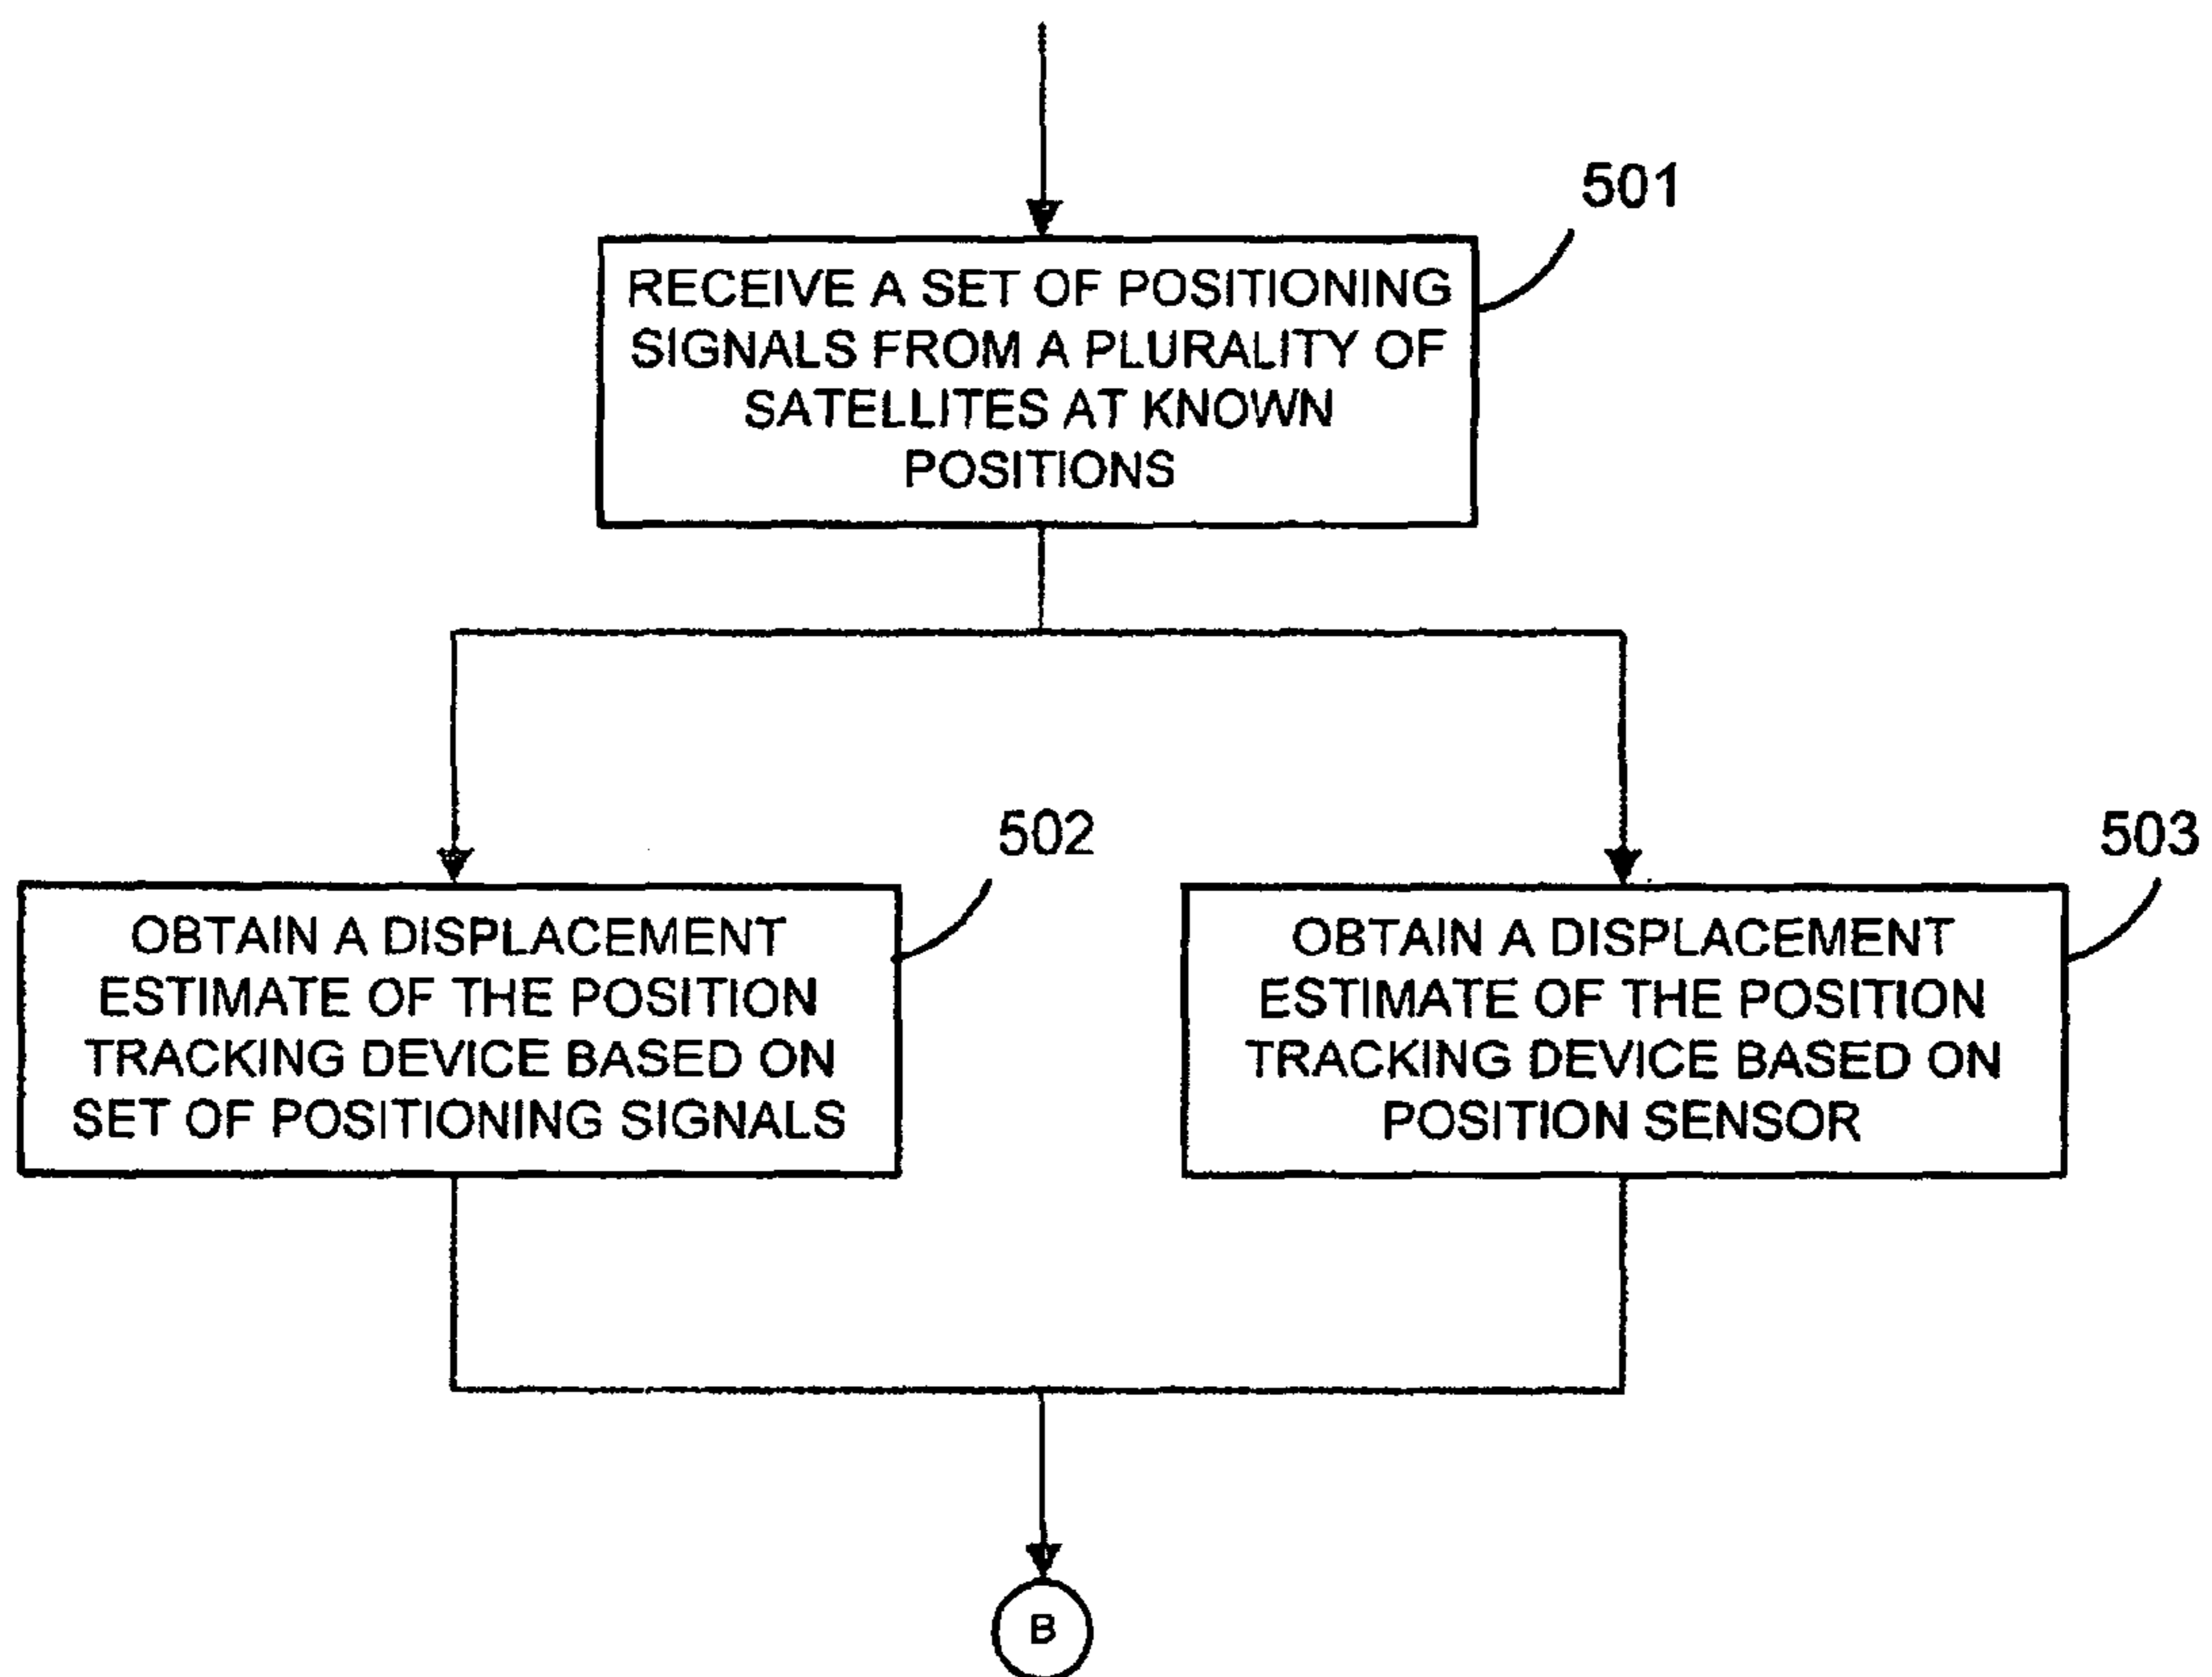 501
RECEIVE A SET OF POSITIONING
SIGNALS FROM A PLURALITY OF
SATELLITES AT KNOWN
POSITIONS
502
OBTAIN A DISPLACEMENT
ESTIMATE OF THE POSITION
TRACKING DEVICE BASED ON
SET OF POSITIONING SIGNALS
503
OBTAIN A DISPLACEMENT
ESTIMATE OF THE POSITION
TRACKING DEVICE BASED ON
POSITION SENSOR
B